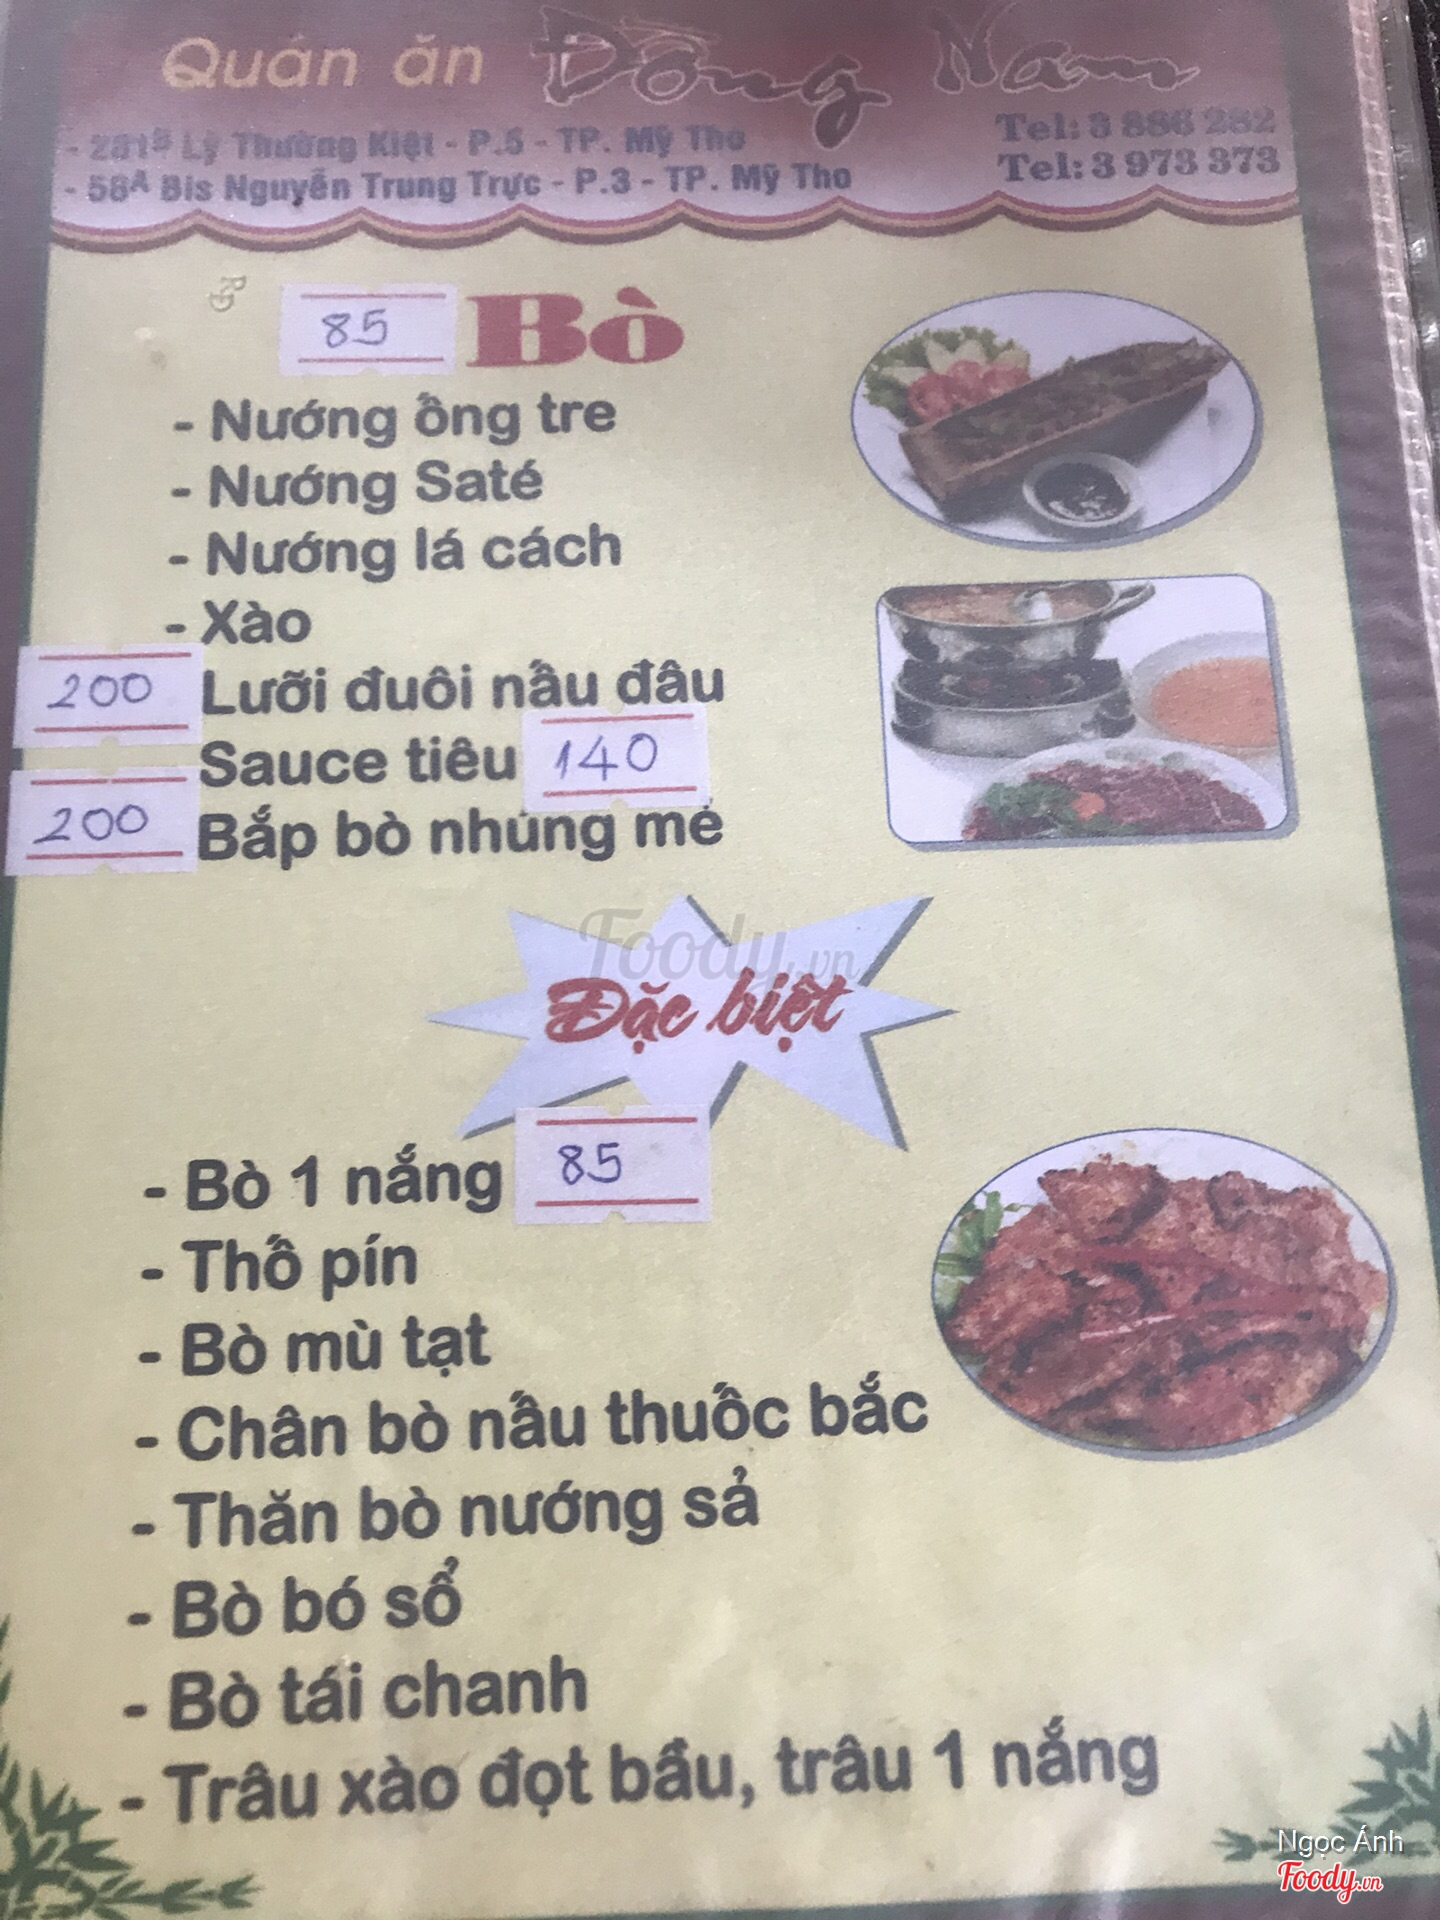 Quán ăn Đồng Nam
- 281B Lý Thường Kiệt - P.5 - TP. Mỹ Tho
Tel: 3 886 282
- 58A Bis Nguyễn Trung Trực - P.3 - TP. Mỹ Tho
Tel: 3 973 373
85 Bò
- Nướng ống tre
- Nướng Saté
- Nướng lá cách
- Xào
200 Lưỡi đuôi nấu đậu
Sauce tiêu 140
200 Bắp bò nhúng mẻ
Foody.vn
Đặc biệt
- Bò 1 nắng 85
- Thố pín
- Bò mù tạt
- Chân bò nấu thuốc bắc
- Thăn bò nướng sả
- Bò bó sổ
- Bò tái chanh
- Trâu xào đọt bầu, trâu 1 nắng
Ngọc Ánh
Foody.vn